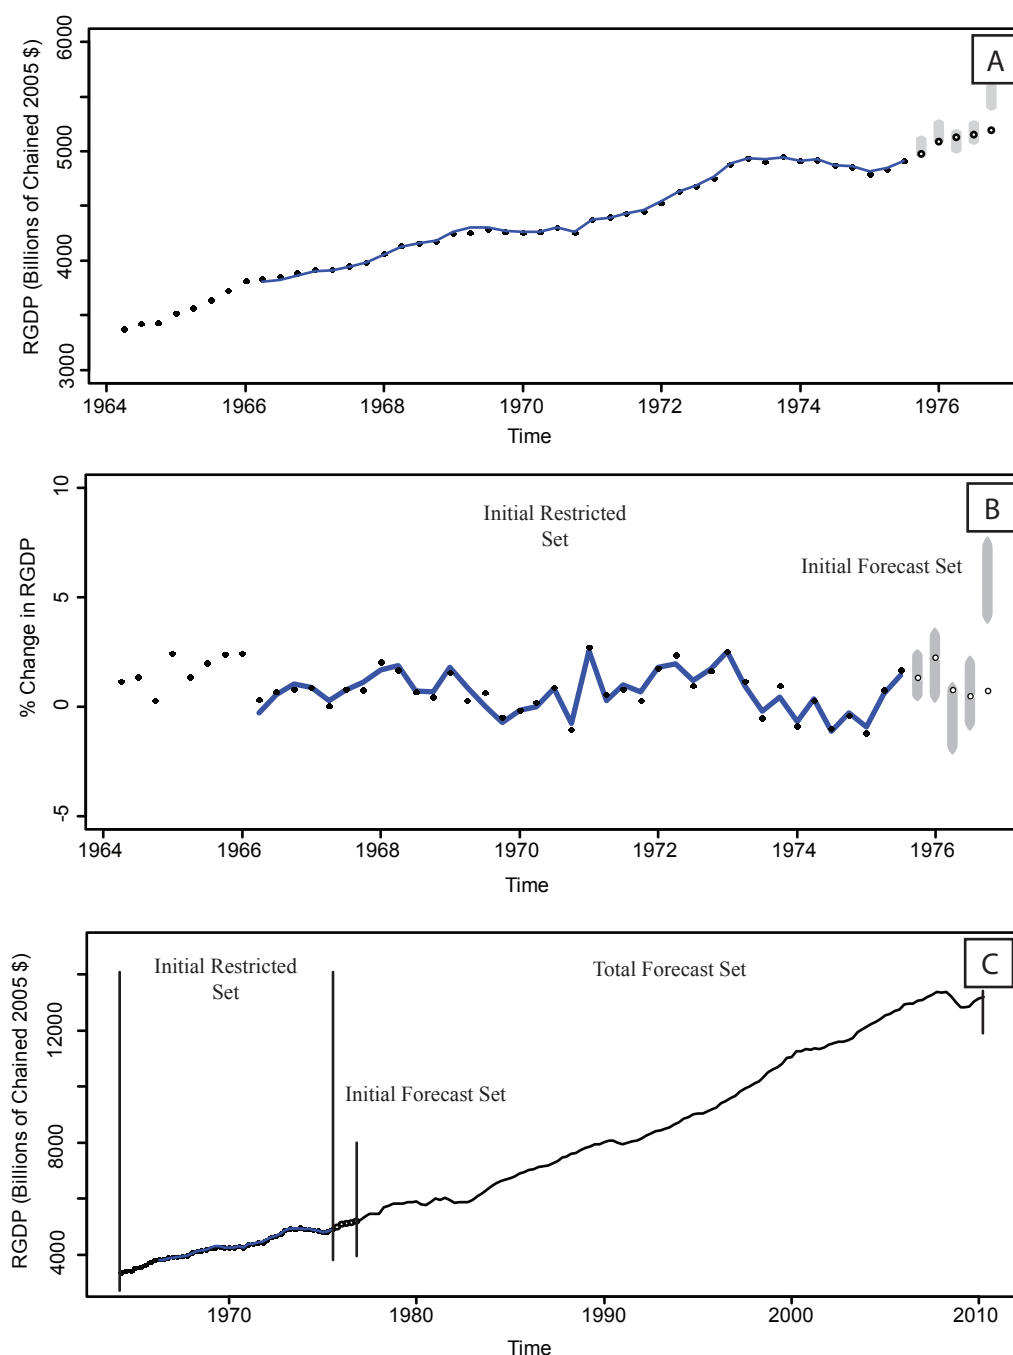 A
RGDP (Billions of Chained 2005 $)
6000
5000
4000
3000
1964
1966
1968
1970
1972
1974
1976
Time
B
Initial Restricted
Set
Initial Forecast Set
% Change in RGDP
10
5
0
-5
1964
1966
1968
1970
1972
1974
1976
Time
C
Initial Restricted
Set
Total Forecast Set
Initial Forecast Set
RGDP (Billions of Chained 2005 $)
12000
8000
4000
1970
1980
1990
2000
2010
Time